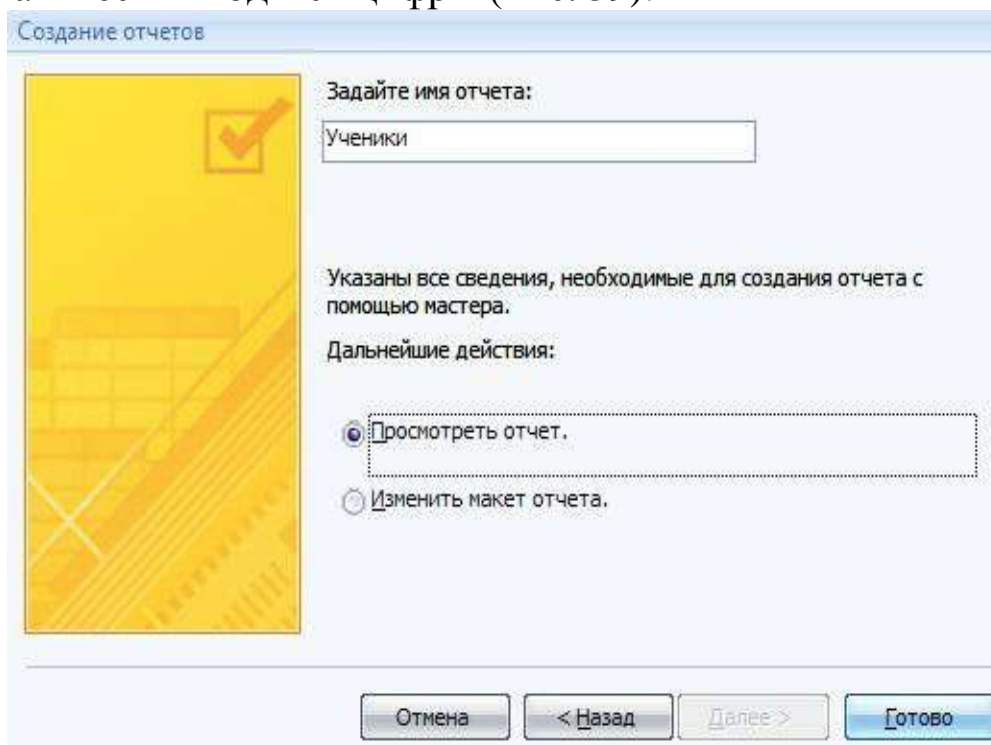 Создание отчетов
Задайте имя отчета:
Ученики
Указаны все сведения, необходимые для создания отчета с
помощью мастера.
Дальнейшие действия:
Просмотреть отчет.
Изменить макет отчета.
Отмена
< Назад
Далее >
Готово